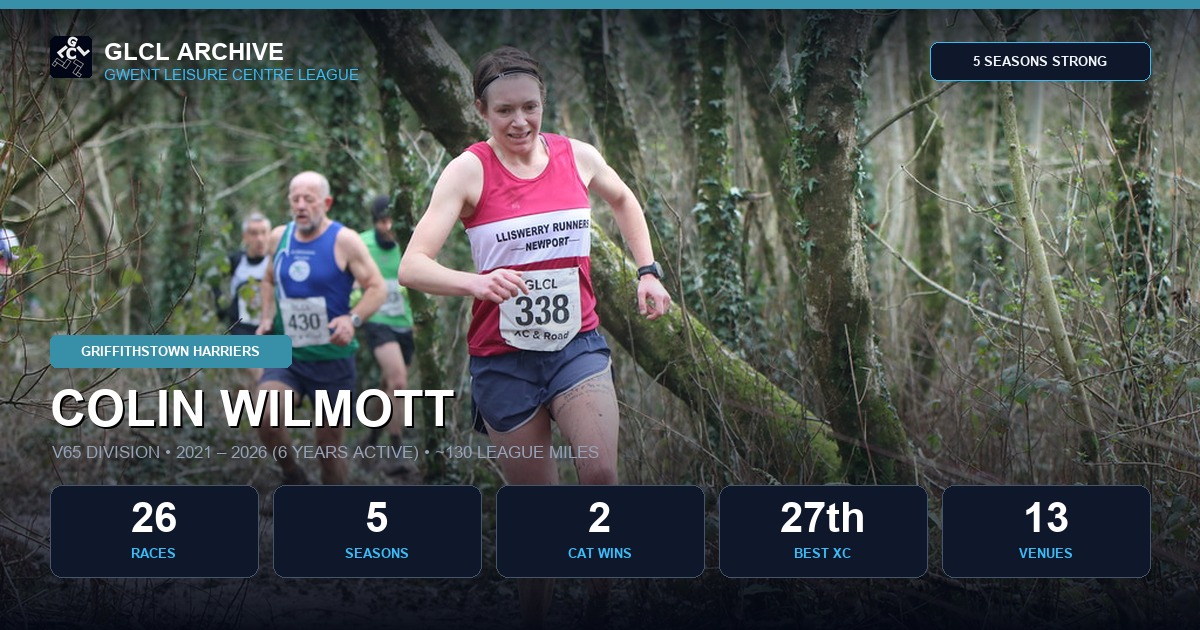 GLCL ARCHIVE
GWENT LEISURE CENTRE LEAGUE
5 SEASONS STRONG
LLISWERRY RUNNERS
—NEWPORT—
GLCL
338
XC & Road
430
GRIFFITHSTOWN HARRIERS
COLIN WILMOTT
V65 DIVISION • 2021 – 2026 (6 YEARS ACTIVE) • ~130 LEAGUE MILES
26
RACES
5
SEASONS
2
CAT WINS
27th
BEST XC
13
VENUES